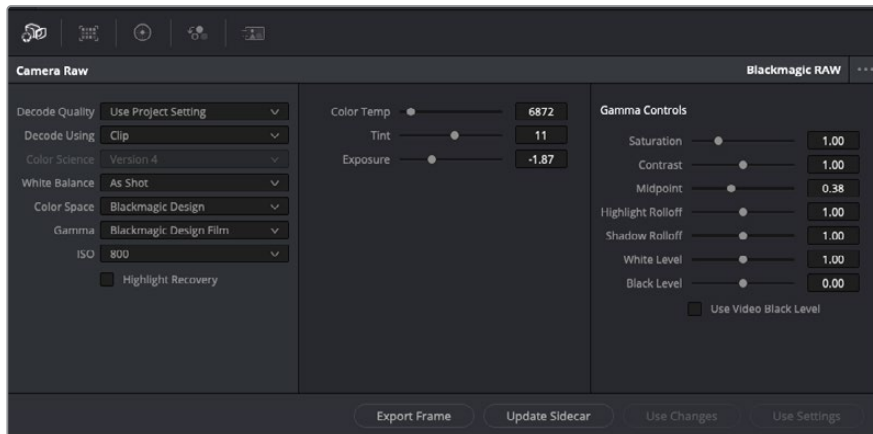 Camera Raw
Blackmagic RAW
Decode Quality Use Project Setting
Decode Using Clip
Color Science Version 4
White Balance As Shot
Color Space Blackmagic Design
Gamma Blackmagic Design Film
ISO 800
Highlight Recovery
Color Temp 6872
Tint 11
Exposure -1.87
Gamma Controls
Saturation 1.00
Contrast 1.00
Midpoint 0.38
Highlight Rolloff 1.00
Shadow Rolloff 1.00
White Level 1.00
Black Level 0.00
Use Video Black Level
Export Frame Update Sidecar Use Changes Use Settings